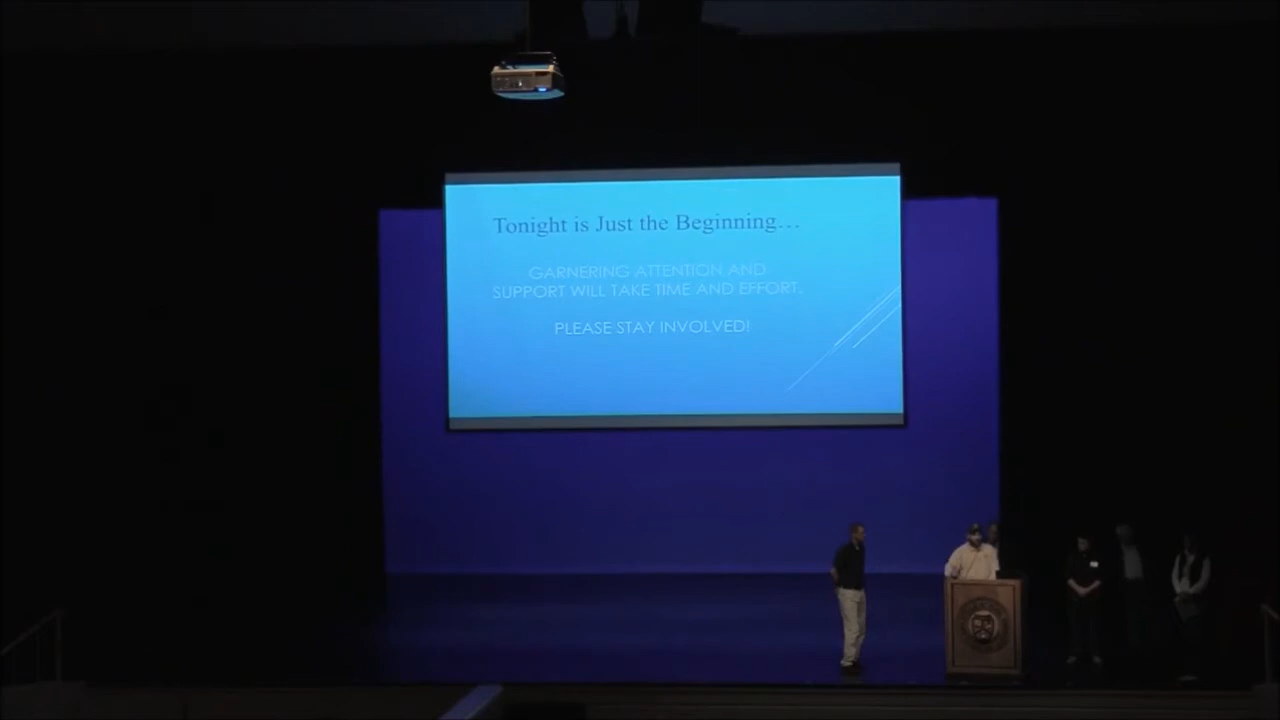 Tonight is Just the Beginning...
GARNERING ATTENTION AND
SUPPORT WILL TAKE TIME AND EFFORT.
PLEASE STAY INVOLVED!